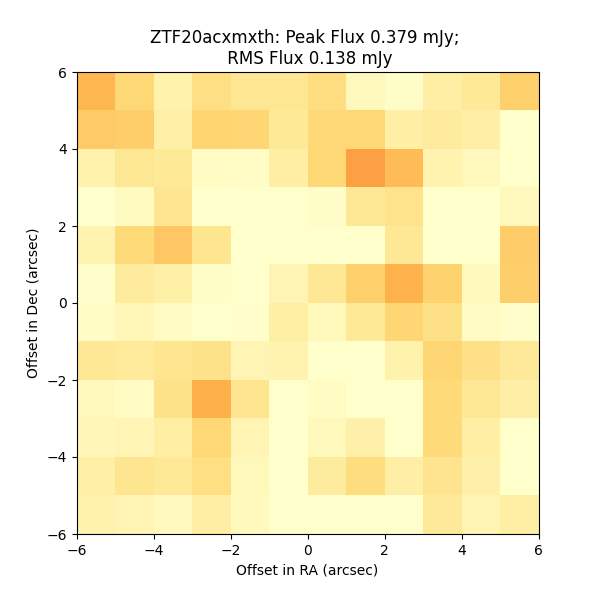 ZTF20acxmxth: Peak Flux 0.379 mJy;
RMS Flux 0.138 mJy
6
4
2
0
−2
−4
−6
Offset in Dec (arcsec)
−6 −4 −2 0 2 4 6
Offset in RA (arcsec)